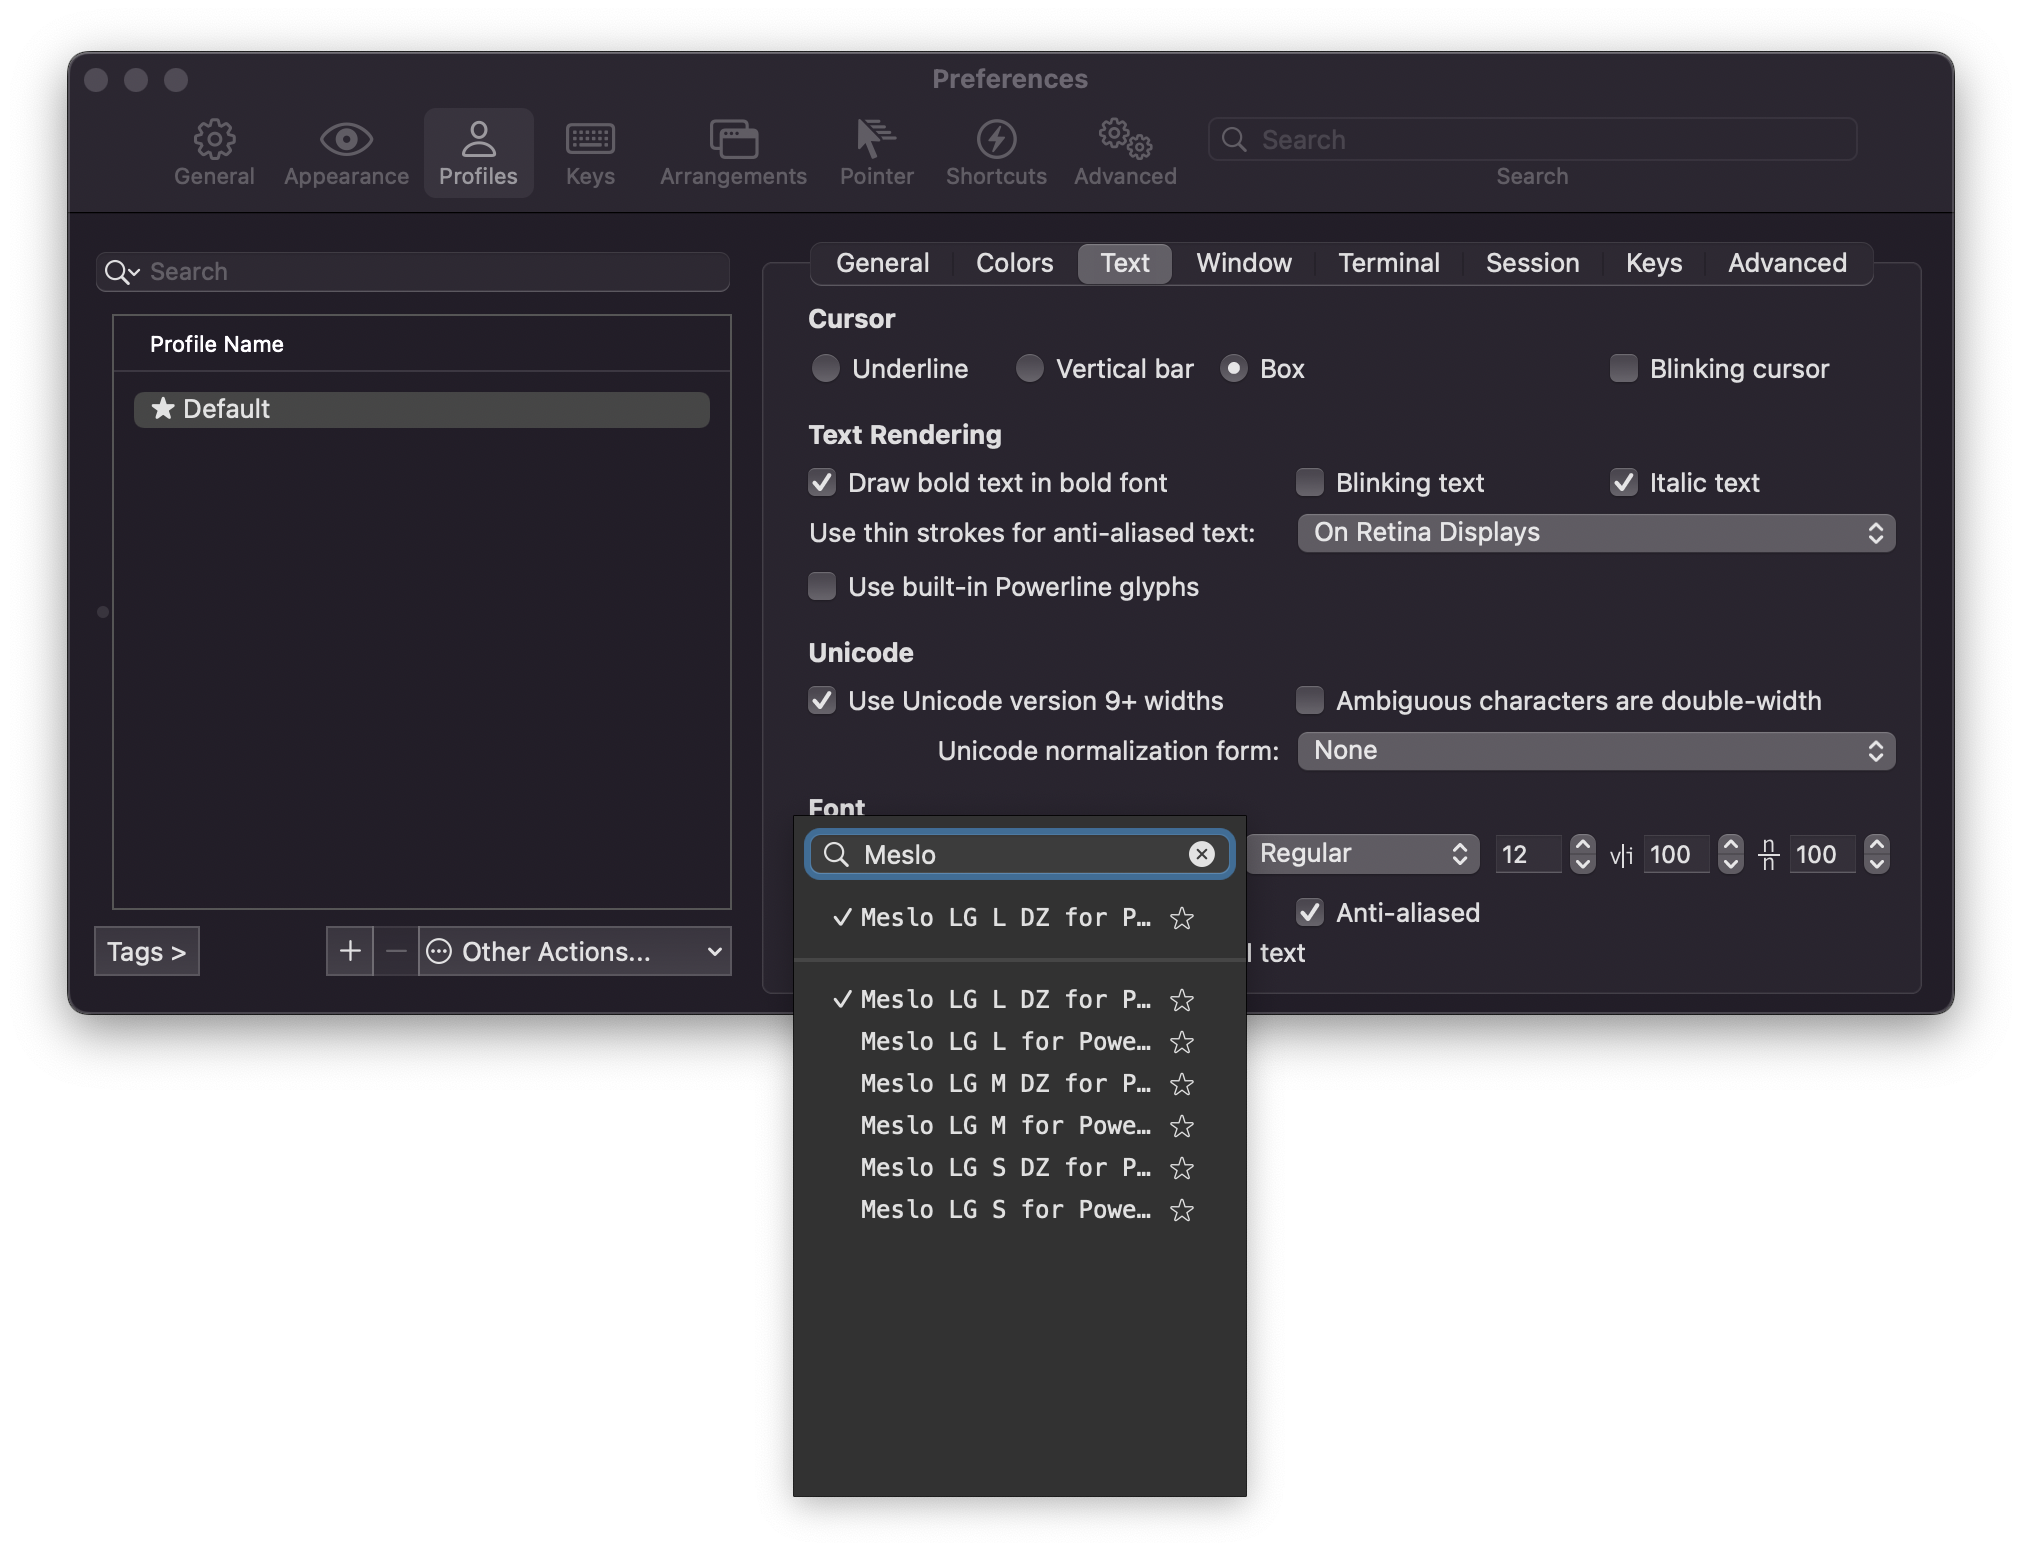 Preferences
General
Appearance
Profiles
Keys
Arrangements
Pointer
Shortcuts
Advanced
Search
Search
Search
Profile Name
Default
Tags >
Other Actions...
General Colors Text Window Terminal Session Keys Advanced
Cursor
Underline Vertical bar Box Blinking cursor
Text Rendering
Draw bold text in bold font Blinking text Italic text
Use thin strokes for anti-aliased text: On Retina Displays
Use built-in Powerline glyphs
Unicode
Use Unicode version 9+ widths Ambiguous characters are double-width
Unicode normalization form: None
Font
Meslo Regular 12 v|i 100 n/n 100
Anti-aliased
text
Meslo LG L DZ for P…
Meslo LG L DZ for P…
Meslo LG L for Powe…
Meslo LG M DZ for P…
Meslo LG M for Powe…
Meslo LG S DZ for P…
Meslo LG S for Powe…